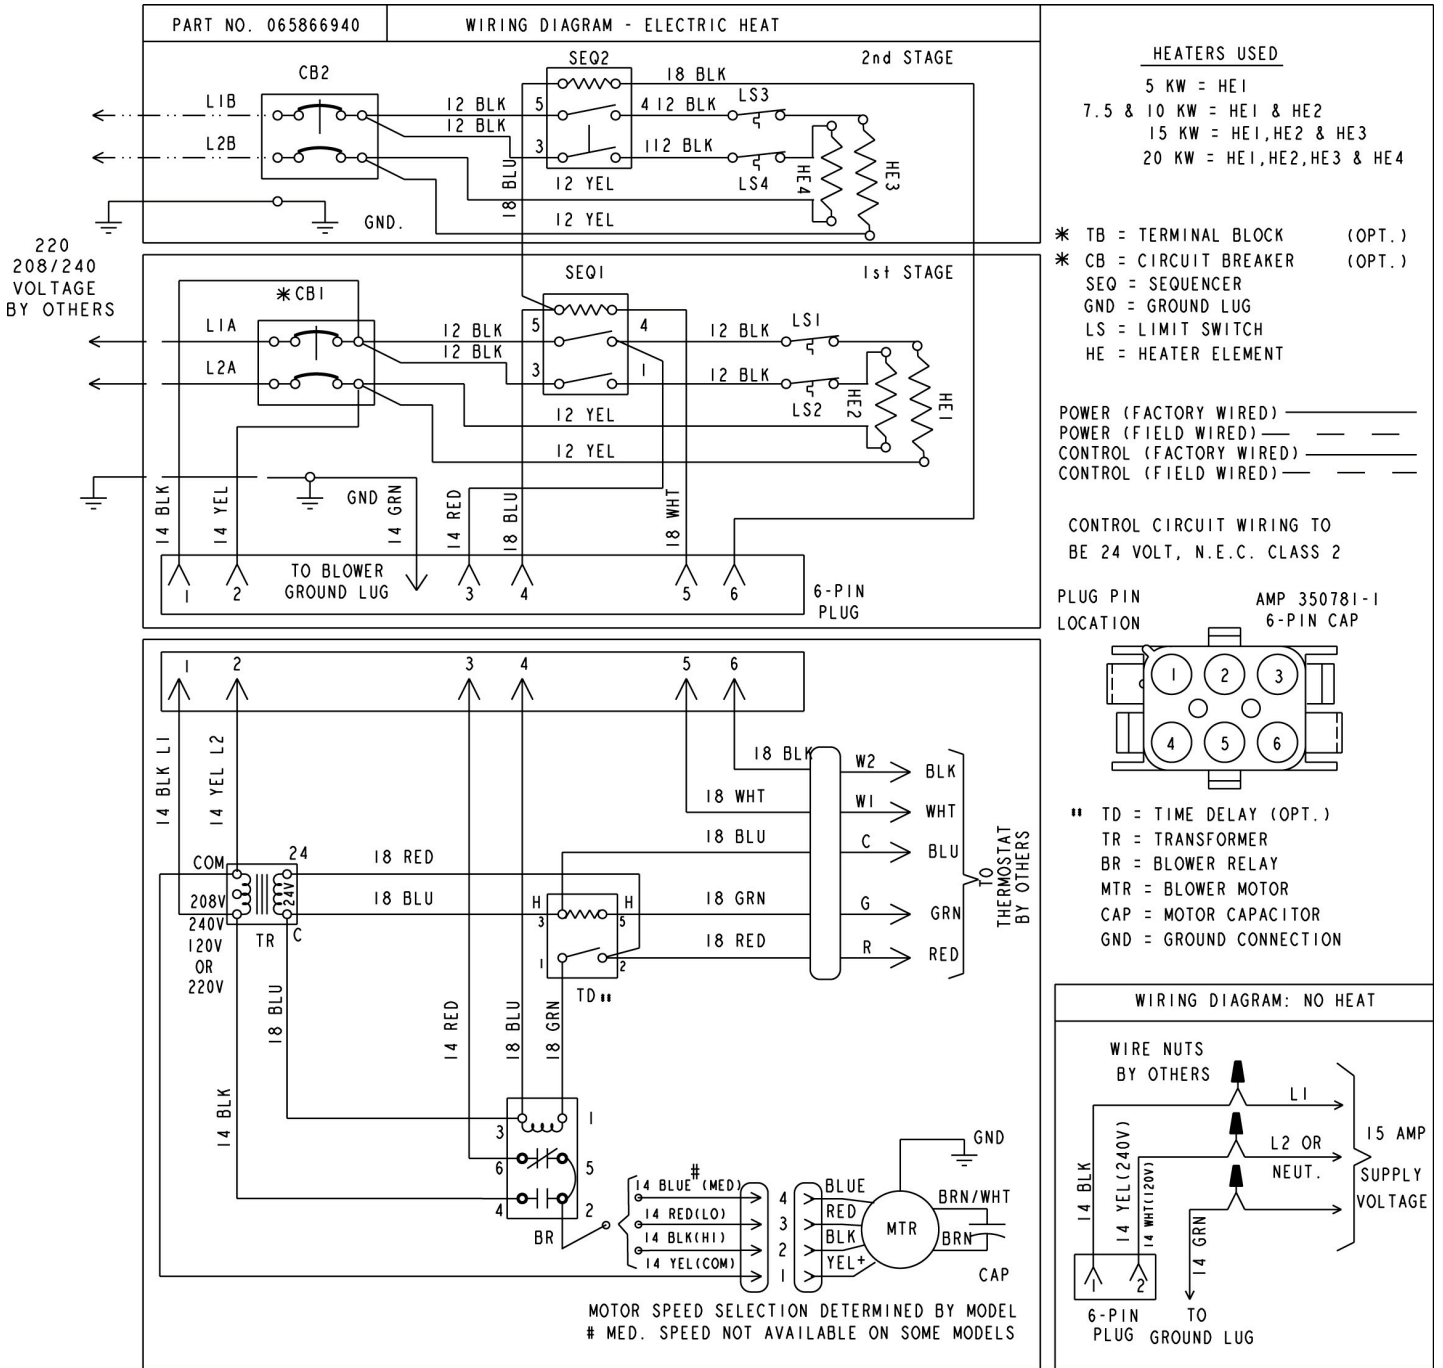 PART NO. 065866940
WIRING DIAGRAM - ELECTRIC HEAT
2nd STAGE
SEQ2
CB2
18 BLK
L1B
12 BLK
5
4 12 BLK
LS3
12 BLK
L2B
3
112 BLK
LS4
HE4
HE3
18 BLU
12 YEL
12 YEL
GND.
220
208/240
VOLTAGE
BY OTHERS
1st STAGE
SEQ1
*CB1
L1A
12 BLK
5
4
12 BLK
LS1
12 BLK
L2A
3
1
12 BLK
LS2
HE2
HE1
12 YEL
12 YEL
GND
14 BLK
14 YEL
14 GRN
14 RED
18 BLU
18 WHT
TO BLOWER
GROUND LUG
1
2
3
4
5
6
6-PIN
PLUG
1
2
3
4
5
6
14 BLK L1
14 YEL L2
18 BLK
W2
BLK
18 WHT
W1
WHT
18 BLU
C
BLU
18 GRN
G
GRN
18 RED
R
RED
TO
THERMOSTAT
BY OTHERS
COM
24
18 RED
208V
24V
18 BLU
H
H
3
5
240V
TR
C
120V
OR
220V
1
2
TD "
18 BLU
14 RED
18 BLU
18 GRN
14 BLK
3
1
6
5
4
2
BR
#
14 BLUE (MED)
14 RED(LO)
14 BLK(HI)
14 YEL(COM)
4
3
2
1
BLUE
RED
BLK
YEL+
MTR
GND
BRN/WHT
BRN
CAP
MOTOR SPEED SELECTION DETERMINED BY MODEL
# MED. SPEED NOT AVAILABLE ON SOME MODELS
HEATERS USED
5 KW = HE1
7.5 & 10 KW = HE1 & HE2
15 KW = HE1,HE2 & HE3
20 KW = HE1,HE2,HE3 & HE4
* TB = TERMINAL BLOCK (OPT.)
* CB = CIRCUIT BREAKER (OPT.)
SEQ = SEQUENCER
GND = GROUND LUG
LS = LIMIT SWITCH
HE = HEATER ELEMENT
POWER (FACTORY WIRED)
POWER (FIELD WIRED)
CONTROL (FACTORY WIRED)
CONTROL (FIELD WIRED)
CONTROL CIRCUIT WIRING TO
BE 24 VOLT, N.E.C. CLASS 2
PLUG PIN
LOCATION
AMP 350781-1
6-PIN CAP
1
2
3
4
5
6
" TD = TIME DELAY (OPT.)
TR = TRANSFORMER
BR = BLOWER RELAY
MTR = BLOWER MOTOR
CAP = MOTOR CAPACITOR
GND = GROUND CONNECTION
WIRING DIAGRAM: NO HEAT
WIRE NUTS
BY OTHERS
L1
L2 OR
NEUT.
15 AMP
SUPPLY
VOLTAGE
14 BLK
14 YEL(240V)
14 WHT(120V)
14 GRN
1
2
6-PIN
PLUG
TO
GROUND LUG